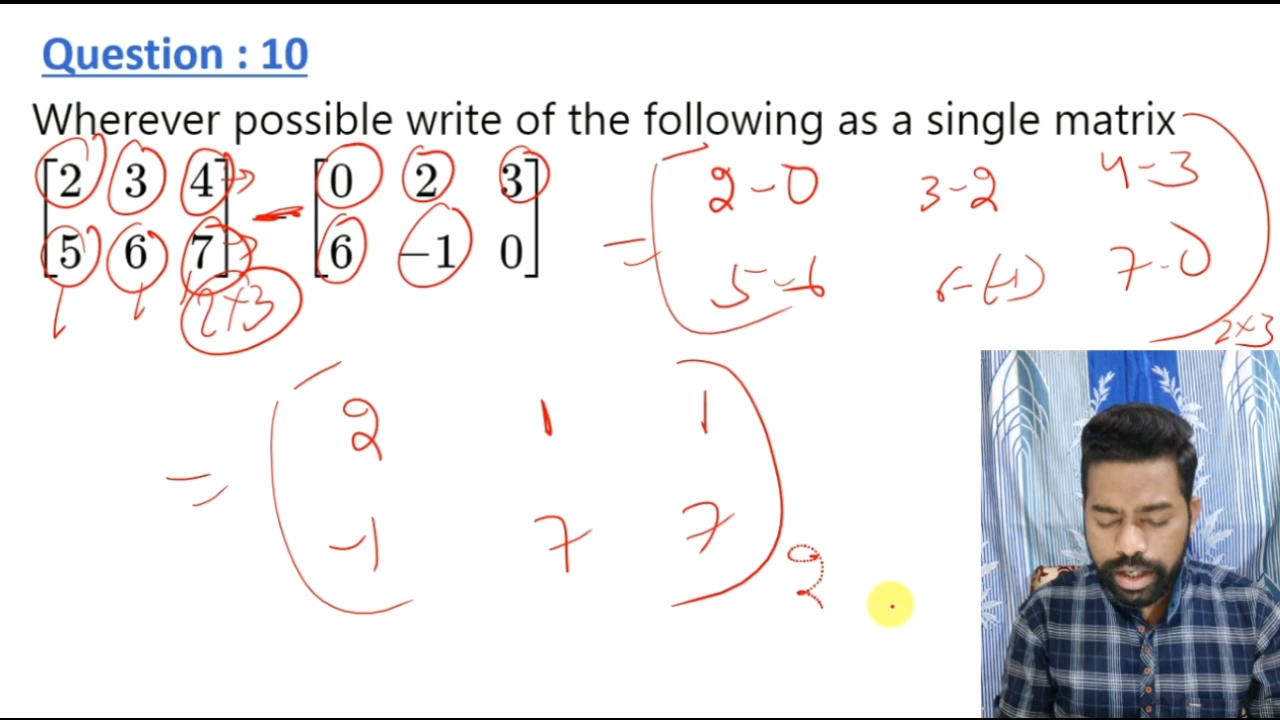 Question : 10
Wherever possible write of the following as a single matrix
[2 3 4] - [0 2 3] = [2-0 3-2 4-3]
[5 6 7] [6 −1 0] [5-6 6-(-1) 7-0] 2×3
2×3
= [2 1 1]
[-1 7 7] 2